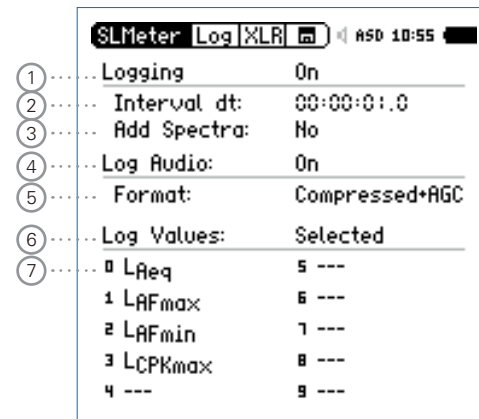 SLMeter Log XLR ASD 10:55
1 Logging On
2 Interval dt: 00:00:01.0
3 Add Spectra: No
4 Log Audio: On
5 Format: Compressed+AGC
6 Log Values: Selected
7 0 LAeq 5 ---
1 LAFmax 6 ---
2 LAFmin 7 ---
3 LCPKmax 8 ---
4 --- 9 ---